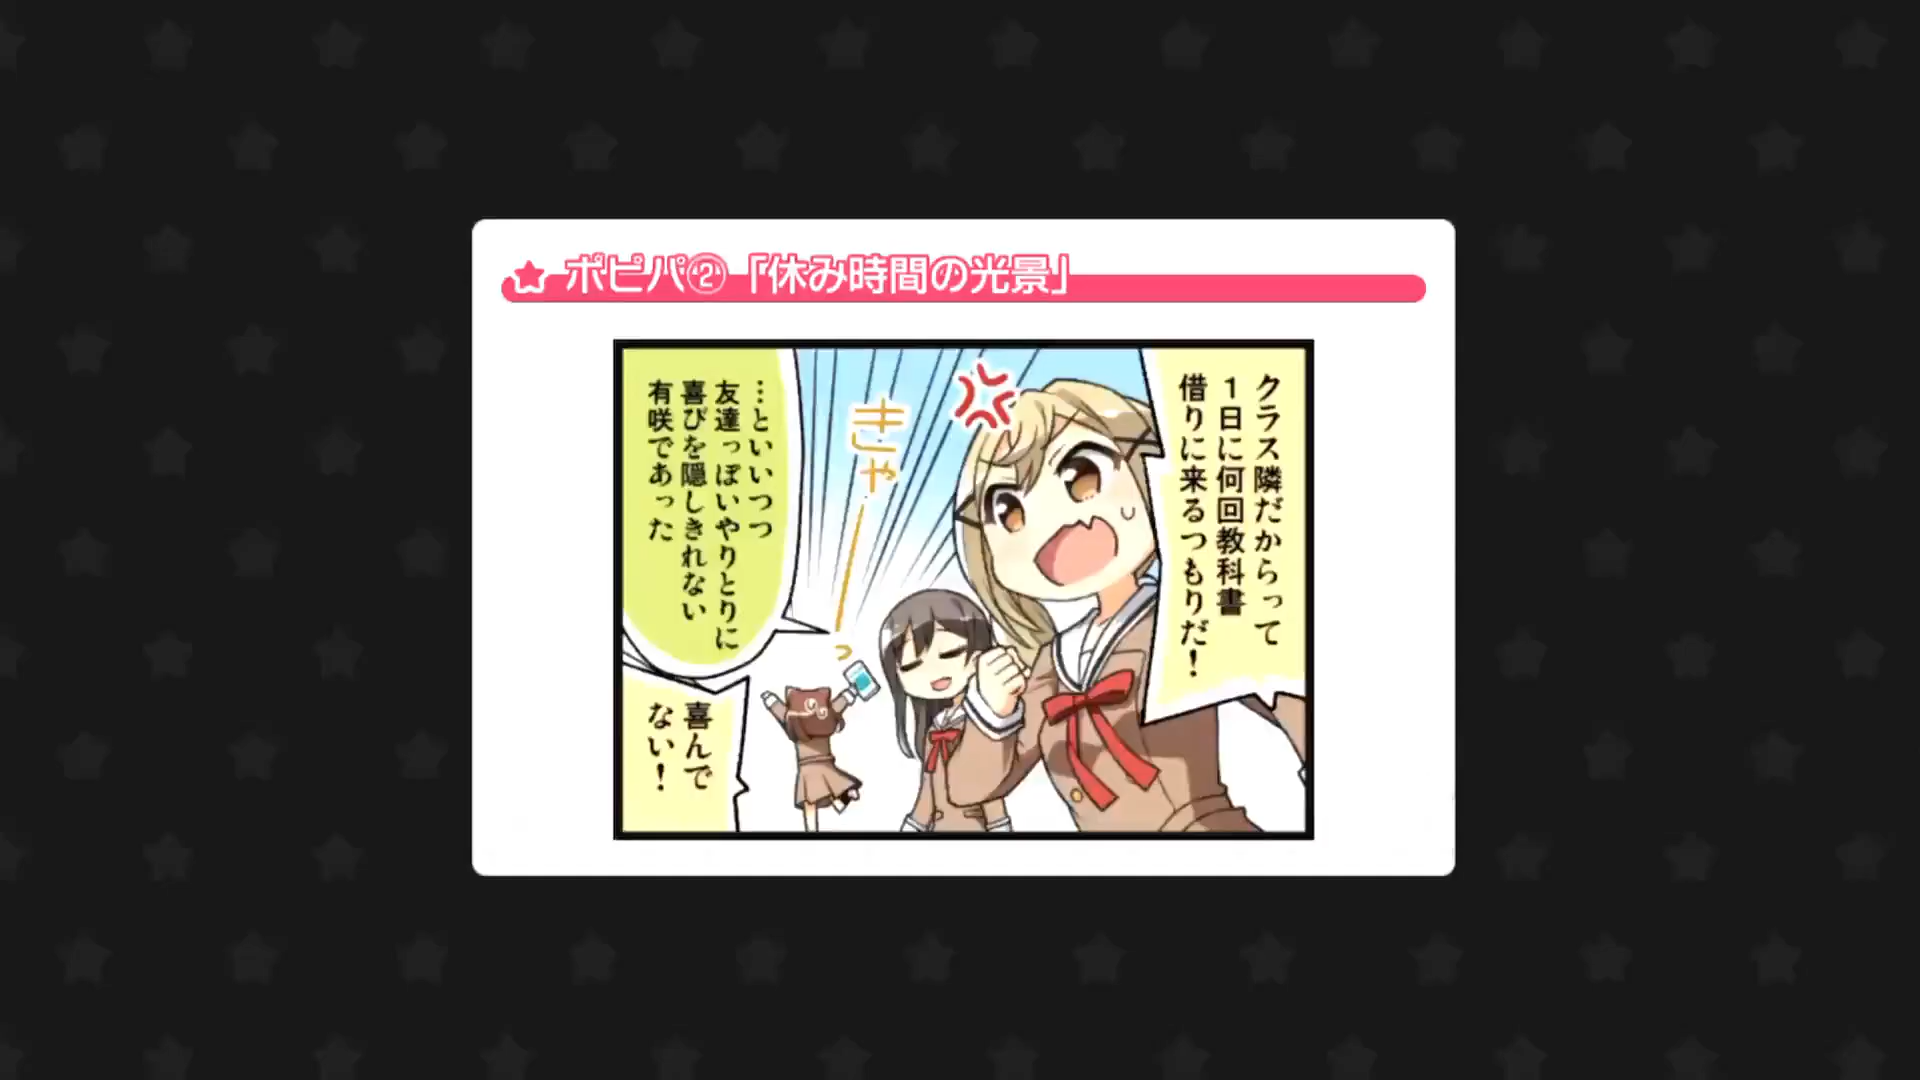 ポピパ②「休み時間の光景」
クラス隣だからって
1日に何回教科書
借りに来るつもりだ!
きゃーっ
…といいつつ
友達っぽいやりとりに
喜びを隠しきれない
有咲であった
喜んで
ない!